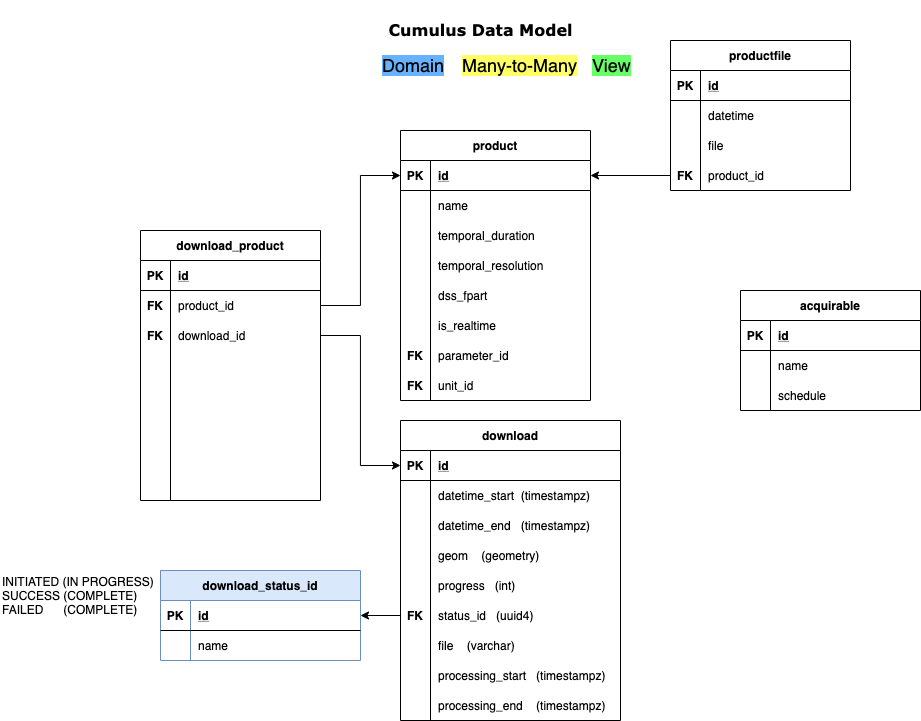 Cumulus Data Model
Domain Many-to-Many View
productfile
PK id
datetime
file
FK product_id
product
PK id
name
temporal_duration
temporal_resolution
dss_fpart
is_realtime
FK parameter_id
FK unit_id
download_product
PK id
FK product_id
FK download_id
acquirable
PK id
name
schedule
download
PK id
datetime_start (timestampz)
datetime_end (timestampz)
geom (geometry)
progress (int)
FK status_id (uuid4)
file (varchar)
processing_start (timestampz)
processing_end (timestampz)
INITIATED (IN PROGRESS)
SUCCESS (COMPLETE)
FAILED (COMPLETE)
download_status_id
PK id
name